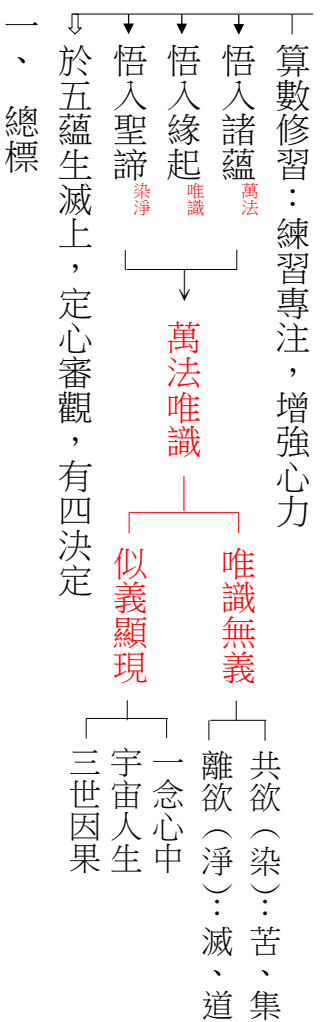 算數修習：練習專注，增強心力
悟入諸蘊 萬法
悟入緣起 唯識
悟入聖諦 染淨
萬法唯識
唯識無義
共欲（染）：苦、集
離欲（淨）：滅、道
似義顯現
一念心中
宇宙人生
三世因果
於五蘊生滅上，定心審觀，有四決定
一、 總標